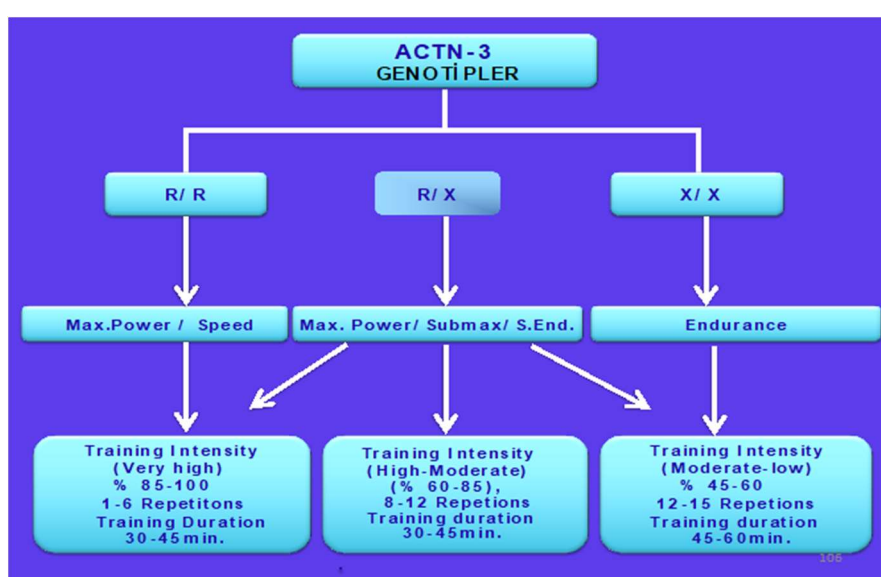 ACTN-3
GENOTİPLER
R/ R
R/ X
X/ X
Max.Power / Speed
Max. Power/ Submax/ S.End.
Endurance
Training Intensity
(Very high)
% 85-100
1-6 Repetitons
Training Duration
30-45min.
Training Intensity
(High-Moderate)
(% 60-85),
8-12 Repetions
Training duration
30-45min.
Training Intensity
(Moderate-low)
% 45-60
12-15 Repetions
Training duration
45-60min.
106